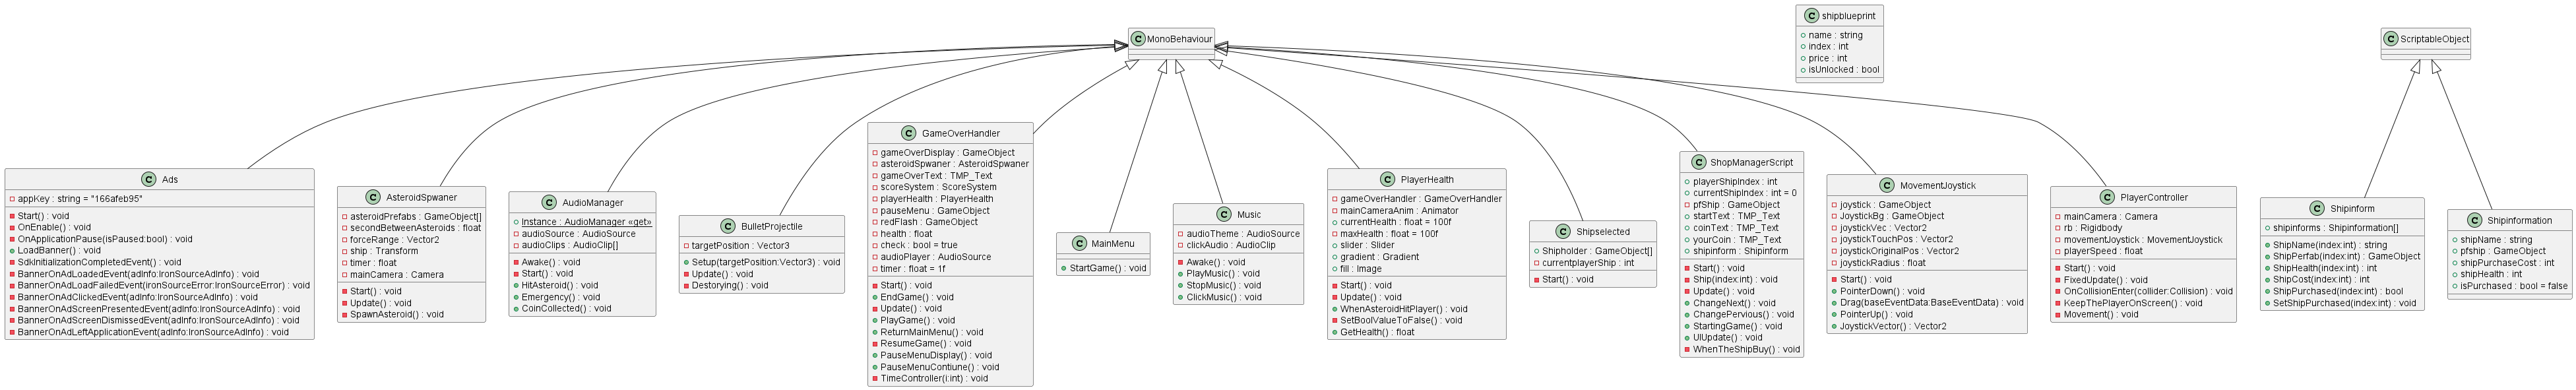 MonoBehaviour
shipblueprint
name : string
index : int
price : int
isUnlocked : bool
ScriptableObject
Ads
appKey : string = "166afeb95"
Start() : void
OnEnable() : void
OnApplicationPause(isPaused:bool) : void
LoadBanner() : void
SdkInitializationCompletedEvent() : void
BannerOnAdLoadedEvent(adInfo:IronSourceAdInfo) : void
BannerOnAdLoadFailedEvent(ironSourceError:IronSourceError) : void
BannerOnAdClickedEvent(adInfo:IronSourceAdInfo) : void
BannerOnAdScreenPresentedEvent(adInfo:IronSourceAdInfo) : void
BannerOnAdScreenDismissedEvent(adInfo:IronSourceAdInfo) : void
BannerOnAdLeftApplicationEvent(adInfo:IronSourceAdInfo) : void
AsteroidSpwaner
asteroidPrefabs : GameObject[]
secondBetweenAsteroids : float
forceRange : Vector2
ship : Transform
timer : float
mainCamera : Camera
Start() : void
Update() : void
SpawnAsteroid() : void
AudioManager
Instance : AudioManager «get»
audioSource : AudioSource
audioClips : AudioClip[]
Awake() : void
Start() : void
HitAsteroid() : void
Emergency() : void
CoinCollected() : void
BulletProjectile
targetPosition : Vector3
Setup(targetPosition:Vector3) : void
Update() : void
Destorying() : void
GameOverHandler
gameOverDisplay : GameObject
asteroidSpwaner : AsteroidSpwaner
gameOverText : TMP_Text
scoreSystem : ScoreSystem
playerHealth : PlayerHealth
pauseMenu : GameObject
redFlash : GameObject
health : float
check : bool = true
audioPlayer : AudioSource
timer : float = 1f
Start() : void
EndGame() : void
Update() : void
PlayGame() : void
ReturnMainMenu() : void
ResumeGame() : void
PauseMenuDisplay() : void
PauseMenuContiune() : void
TimeController(i:int) : void
MainMenu
StartGame() : void
Music
audioTheme : AudioSource
clickAudio : AudioClip
Awake() : void
PlayMusic() : void
StopMusic() : void
ClickMusic() : void
PlayerHealth
gameOverHandler : GameOverHandler
mainCameraAnim : Animator
currentHealth : float = 100f
maxHealth : float = 100f
slider : Slider
gradient : Gradient
fill : Image
Start() : void
Update() : void
WhenAsteroidHitPlayer() : void
SetBoolValueToFalse() : void
GetHealth() : float
Shipselected
Shipholder : GameObject[]
currentplayerShip : int
Start() : void
ShopManagerScript
playerShipIndex : int
currentShipIndex : int = 0
pfShip : GameObject
startText : TMP_Text
coinText : TMP_Text
yourCoin : TMP_Text
shipinform : Shipinform
Start() : void
Ship(index:int) : void
Update() : void
ChangeNext() : void
ChangePervious() : void
StartingGame() : void
UIUpdate() : void
WhenTheShipBuy() : void
MovementJoystick
joystick : GameObject
JoystickBg : GameObject
joystickVec : Vector2
joystickTouchPos : Vector2
joystickOriginalPos : Vector2
joystickRadius : float
Start() : void
PointerDown() : void
Drag(baseEventData:BaseEventData) : void
PointerUp() : void
JoystickVector() : Vector2
PlayerController
mainCamera : Camera
rb : Rigidbody
movementJoystick : MovementJoystick
playerSpeed : float
Start() : void
FixedUpdate() : void
OnCollisionEnter(collider:Collision) : void
KeepThePlayerOnScreen() : void
Movement() : void
Shipinform
shipinforms : Shipinformation[]
ShipName(index:int) : string
ShipPerfab(index:int) : GameObject
ShipHealth(index:int) : int
ShipCost(index:int) : int
ShipPurchased(index:int) : bool
SetShipPurchased(index:int) : void
Shipinformation
shipName : string
pfship : GameObject
shipPurchaseCost : int
shipHealth : int
isPurchased : bool = false